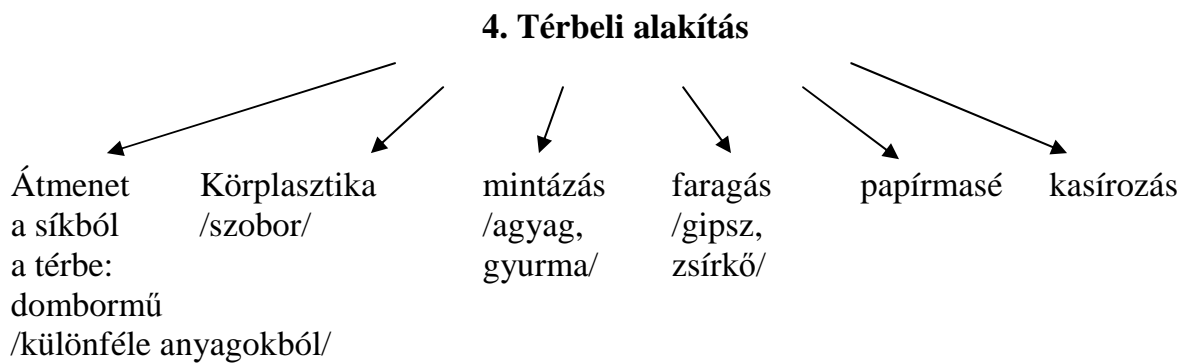 4. Térbeli alakítás
Átmenet
a síkból
a térbe:
dombormű
/különféle anyagokból/
Körplasztika
/szobor/
mintázás
/agyag,
gyurma/
faragás
/gipsz,
zsírkő/
papírmasé
kasírozás